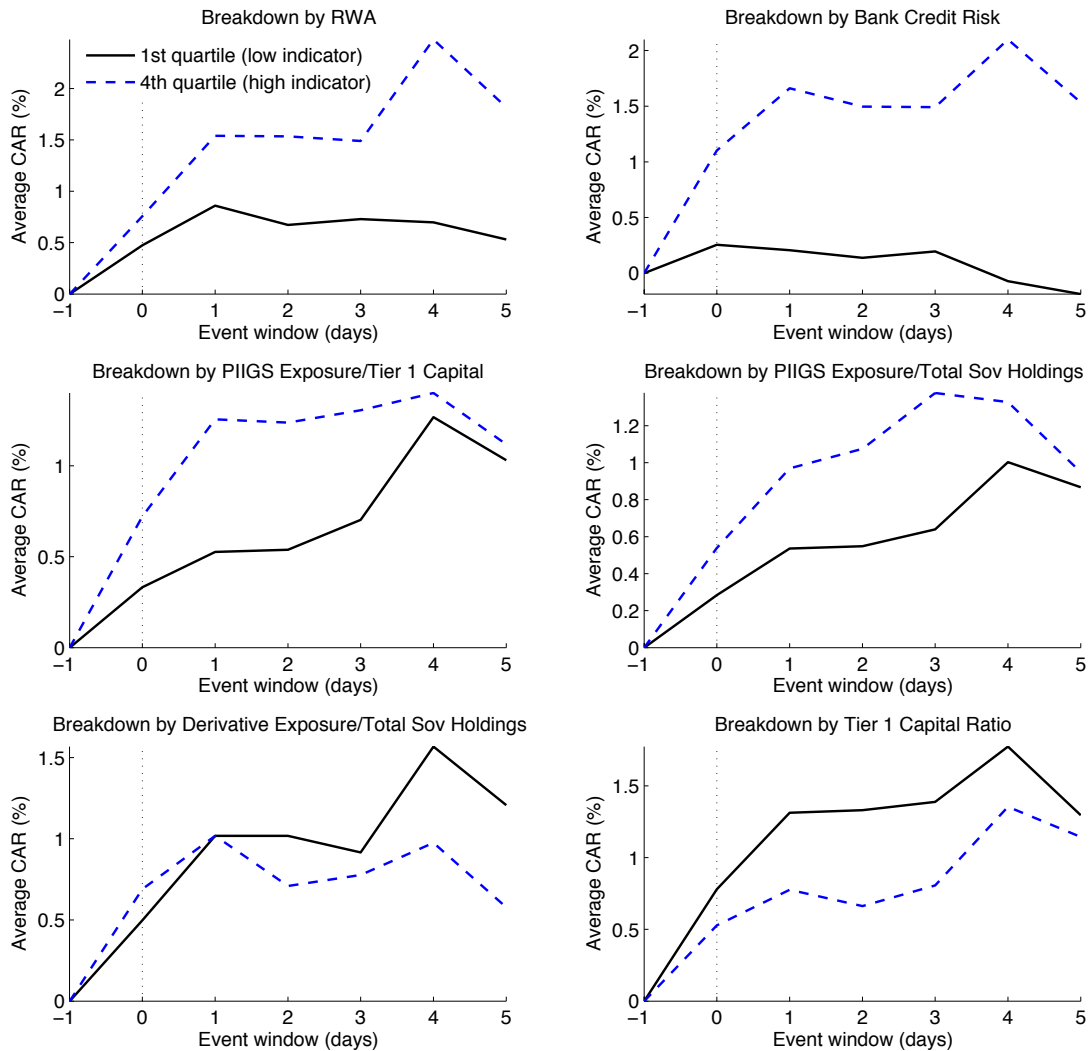 Breakdown by RWA
1st quartile (low indicator)
4th quartile (high indicator)
2
1.5
1
0.5
0
Average CAR (%)
−1 0 1 2 3 4 5
Event window (days)
Breakdown by Bank Credit Risk
2
1.5
1
0.5
0
Average CAR (%)
−1 0 1 2 3 4 5
Event window (days)
Breakdown by PIIGS Exposure/Tier 1 Capital
1
0.5
0
Average CAR (%)
−1 0 1 2 3 4 5
Event window (days)
Breakdown by PIIGS Exposure/Total Sov Holdings
1.2
1
0.8
0.6
0.4
0.2
0
Average CAR (%)
−1 0 1 2 3 4 5
Event window (days)
Breakdown by Derivative Exposure/Total Sov Holdings
1.5
1
0.5
0
Average CAR (%)
−1 0 1 2 3 4 5
Event window (days)
Breakdown by Tier 1 Capital Ratio
1.5
1
0.5
0
Average CAR (%)
−1 0 1 2 3 4 5
Event window (days)